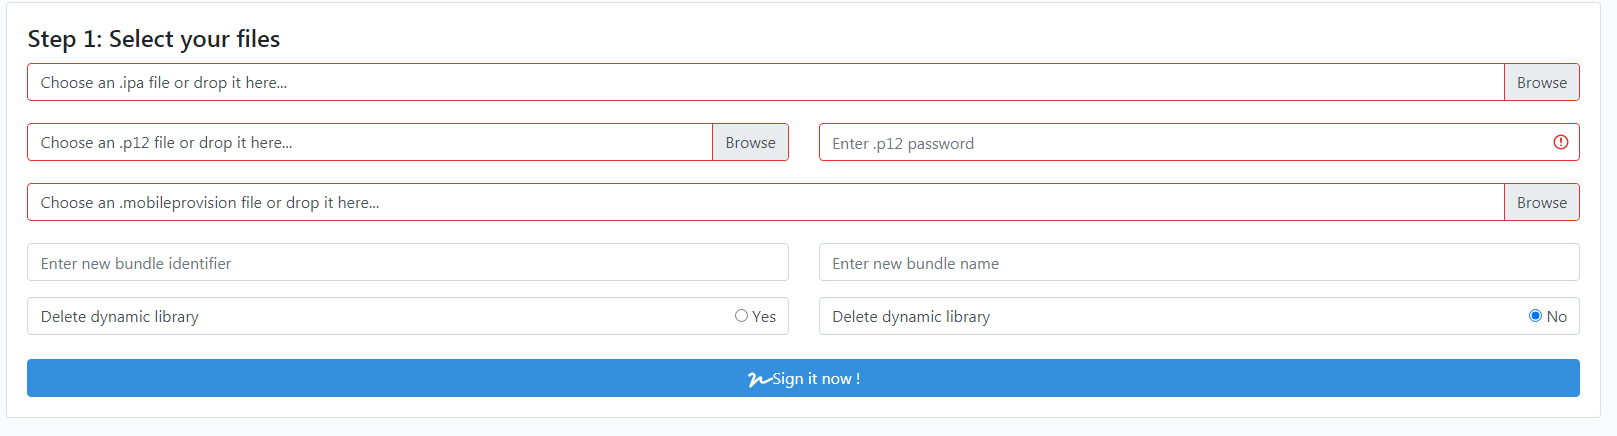 Step 1: Select your files
Choose an .ipa file or drop it here...
Browse
Choose an .p12 file or drop it here...
Browse
Enter .p12 password
Choose an .mobileprovision file or drop it here...
Browse
Enter new bundle identifier
Enter new bundle name
Delete dynamic library
Yes
Delete dynamic library
No
Sign it now !